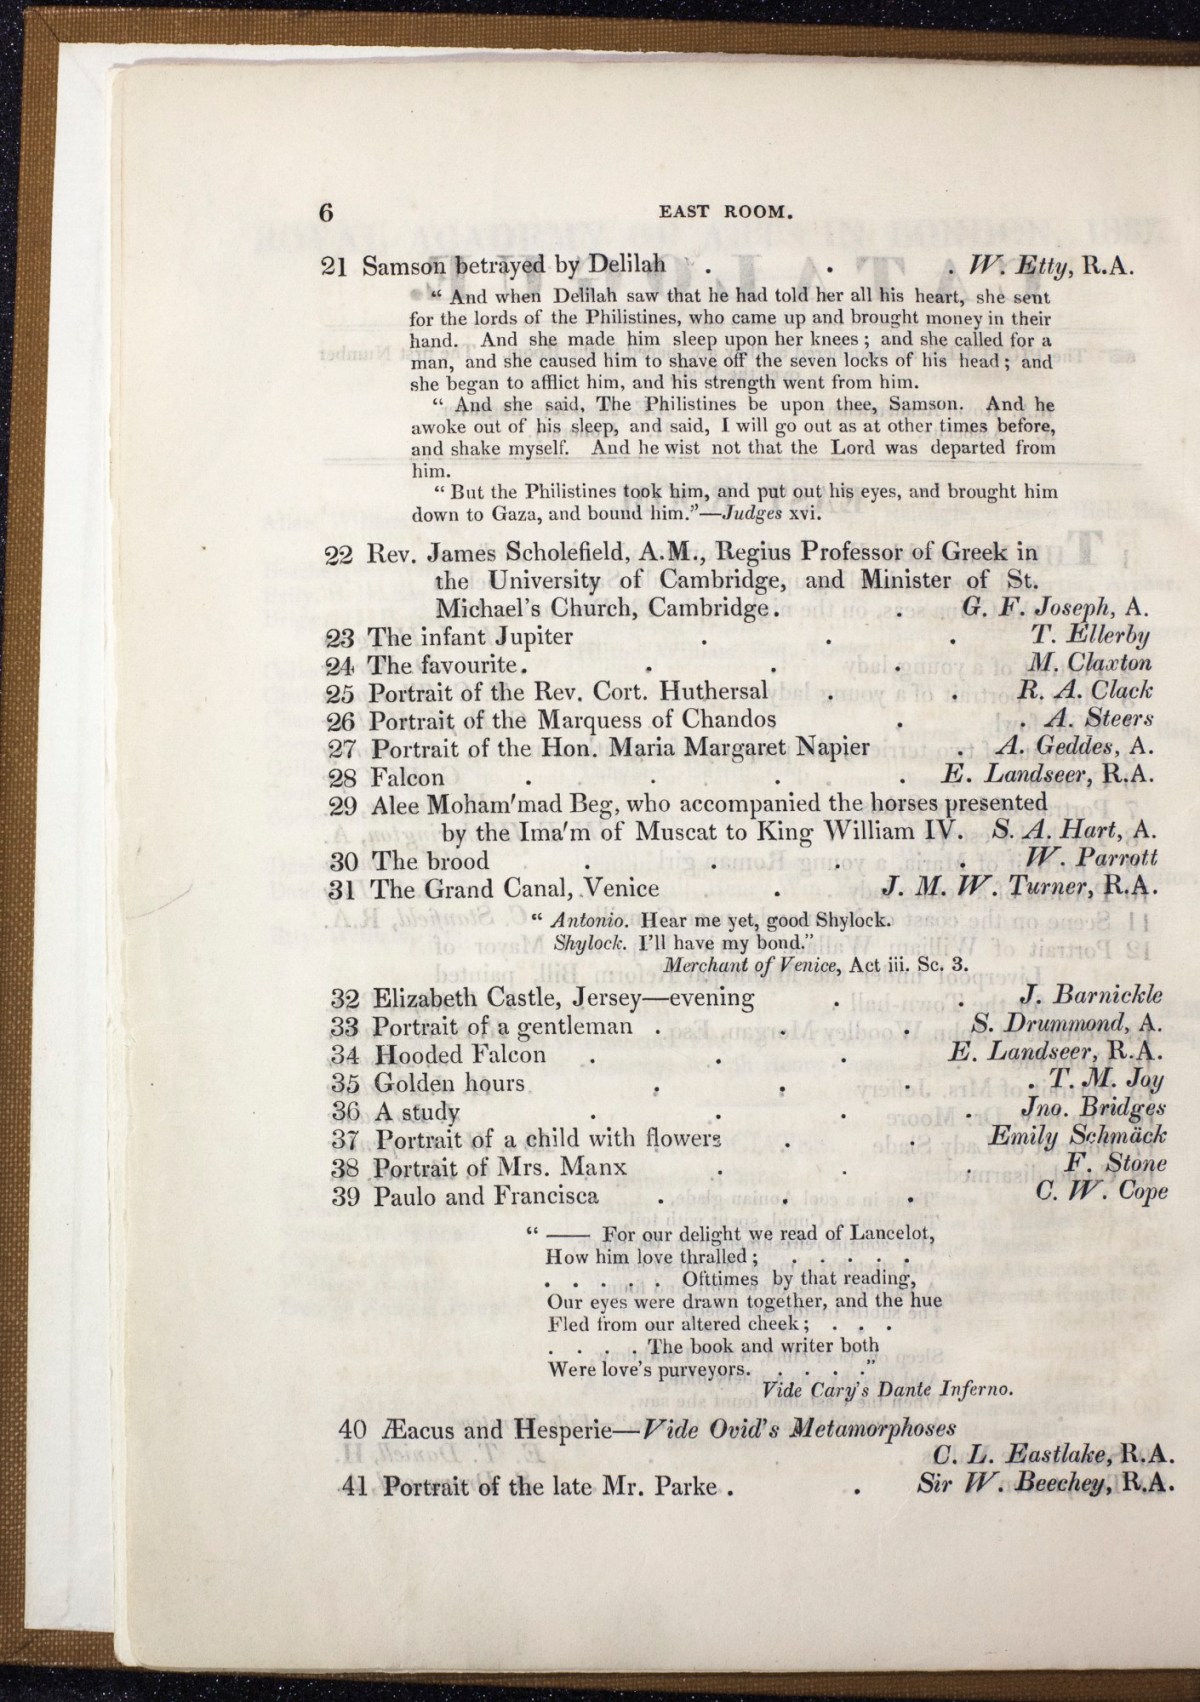 6 EAST ROOM.
21 Samson betrayed by Delilah . . . W. Etty, R.A.
“ And when Delilah saw that he had told her all his heart, she sent
for the lords of the Philistines, who came up and brought money in their
hand. And she made him sleep upon her knees ; and she called for a
man, and she caused him to shave off the seven locks of his head ; and
she began to afflict him, and his strength went from him.
“ And she said, The Philistines be upon thee, Samson. And he
awoke out of his sleep, and said, I will go out as at other times before,
and shake myself. And he wist not that the Lord was departed from
him.
“ But the Philistines took him, and put out his eyes, and brought him
down to Gaza, and bound him.”—Judges xvi.
22 Rev. James Scholefield, A.M., Regius Professor of Greek in
the University of Cambridge, and Minister of St.
Michael’s Church, Cambridge . . G. F. Joseph, A.
23 The infant Jupiter . . . T. Ellerby
24 The favourite . . . . M. Claxton
25 Portrait of the Rev. Cort. Huthersal . . R. A. Clack
26 Portrait of the Marquess of Chandos . . A. Steers
27 Portrait of the Hon. Maria Margaret Napier . A. Geddes, A.
28 Falcon . . . . E. Landseer, R.A.
29 Alee Moham′mad Beg, who accompanied the horses presented
by the Ima′m of Muscat to King William IV. S. A. Hart, A.
30 The brood . . . . W. Parrott
31 The Grand Canal, Venice . . J. M. W. Turner, R.A.
“ Antonio. Hear me yet, good Shylock.
Shylock. I’ll have my bond.”
Merchant of Venice, Act iii. Sc. 3.
32 Elizabeth Castle, Jersey—evening . . J. Barnickle
33 Portrait of a gentleman . . . S. Drummond, A.
34 Hooded Falcon . . . E. Landseer, R.A.
35 Golden hours . . . . T. M. Joy
36 A study . . . . Jno. Bridges
37 Portrait of a child with flowers . . Emily Schmäck
38 Portrait of Mrs. Manx . . . F. Stone
39 Paulo and Francisca . . . C. W. Cope
“ —— For our delight we read of Lancelot,
How him love thralled ; . . . . .
. . . . . Ofttimes by that reading,
Our eyes were drawn together, and the hue
Fled from our altered cheek ; . . .
. . . . The book and writer both
Were love’s purveyors. . . . . ”
Vide Cary’s Dante Inferno.
40 Æacus and Hesperie—Vide Ovid’s Metamorphoses
C. L. Eastlake, R.A.
41 Portrait of the late Mr. Parke . . Sir W. Beechey, R.A.